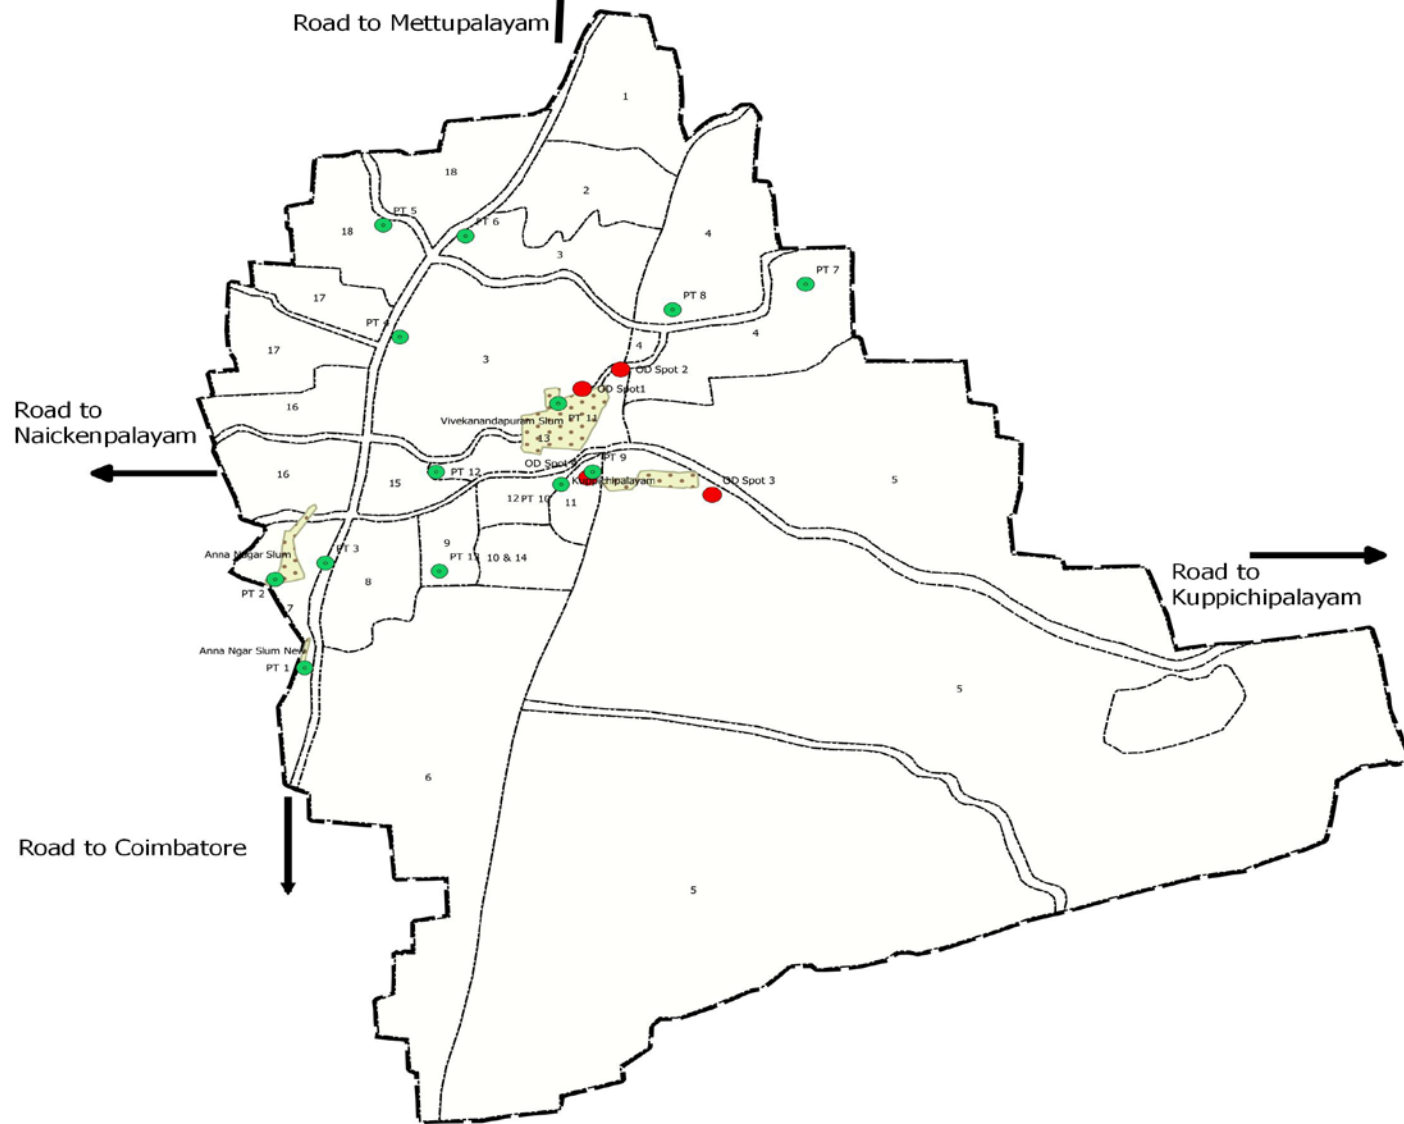 Road to Mettupalayam
1
18
2
PT 5
18
PT 6
4
3
PT 7
17
PT 8
PT 4
4
17
4
3
OD Spot 2
OD Spot1
16
Road to
Naickenpalayam
Vivekanandapuram Slum
PT 11
13
OD Spot
PT 9
16
PT 12
15
Kuppichipalayam
OD Spot 3
5
12
PT 10
11
Anna Nagar Slum
PT 3
9
10 & 14
PT 13
8
PT 2
7
Road to
Kuppichipalayam
Anna Ngar Slum New
PT 1
5
6
Road to Coimbatore
5